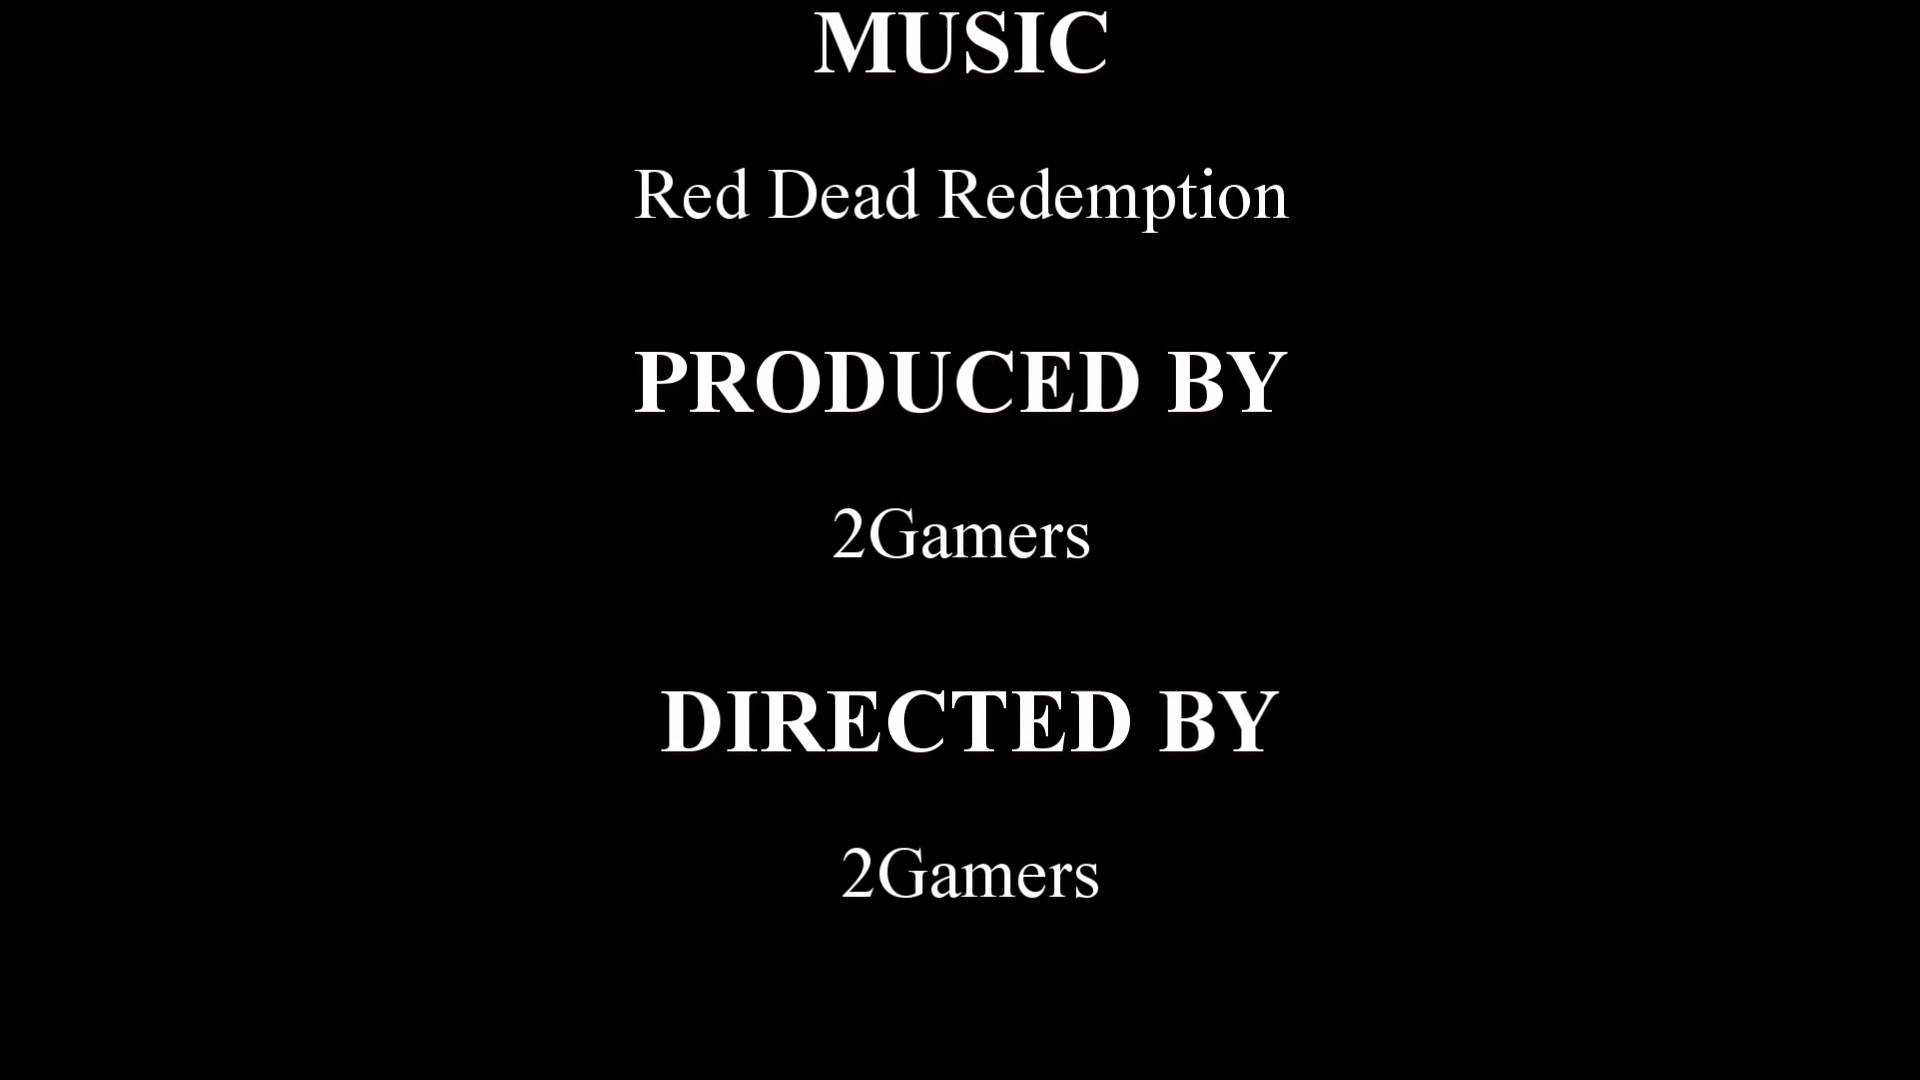 MUSIC
Red Dead Redemption
PRODUCED BY
2Gamers
DIRECTED BY
2Gamers